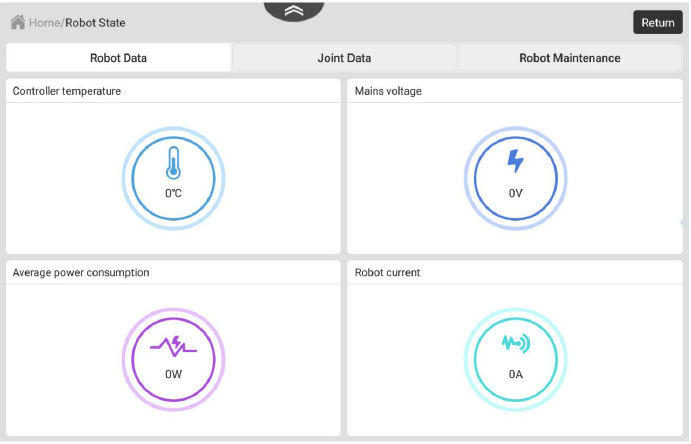 Home/Robot State
Return
Robot Data
Joint Data
Robot Maintenance
Controller temperature
Mains voltage
0℃
0V
Average power consumption
Robot current
0W
0A